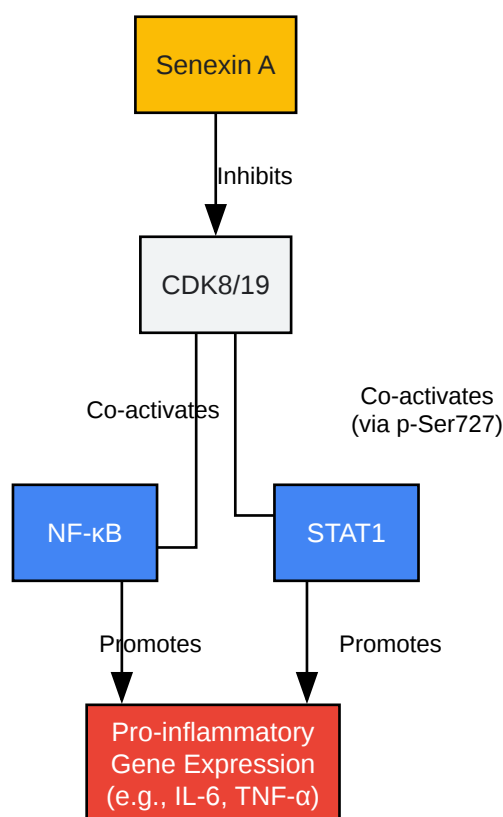 Senexin A
Inhibits
CDK8/19
Co-activates
Co-activates
(via p-Ser727)
NF-κB
STAT1
Promotes
Promotes
Pro-inflammatory
Gene Expression
(e.g., IL-6, TNF-α)